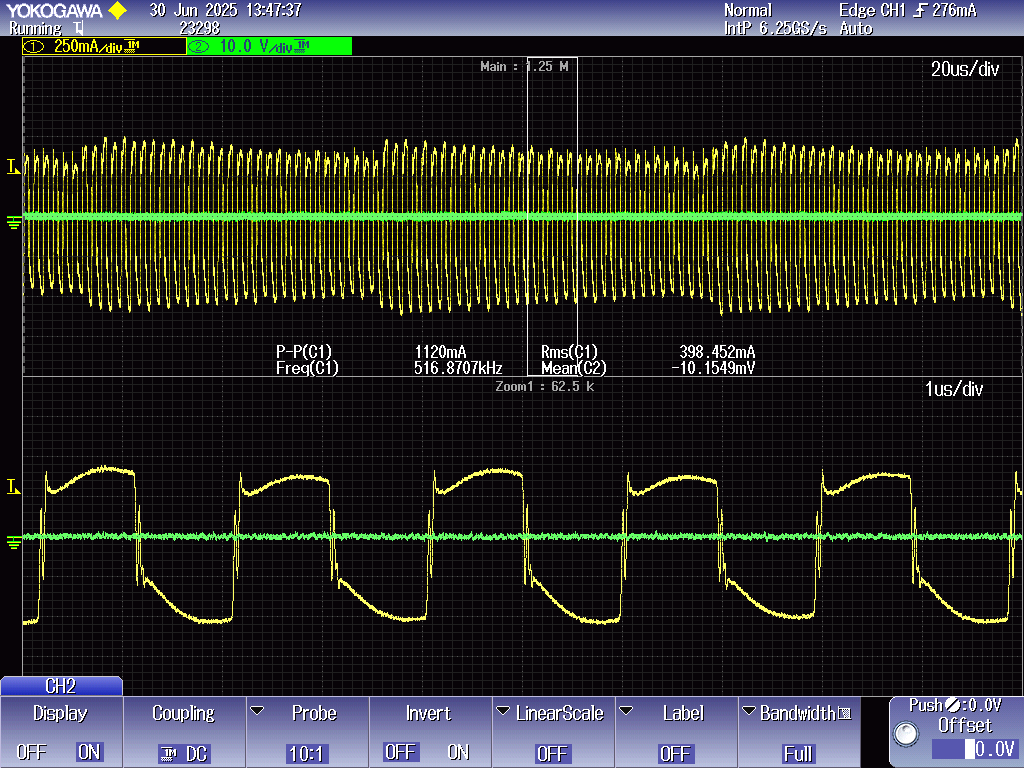 YOKOGAWA 30 Jun 2025 13:47:37 Normal Edge CH1 276mA
Running 23298 IntP 6.25GS/s Auto
1 250mA/div 1M 2 10.0 V/div 1M
Main : 1.25 M 20us/div
T
P-P(C1) 1120mA Rms(C1) 398.452mA
Freq(C1) 516.8707kHz Mean(C2) -10.1549mV
Zoom1 : 62.5 k 1us/div
T
CH2
Display Coupling Probe Invert LinearScale Label Bandwidth Push :0.0V
Offset
OFF ON 1M DC 10:1 OFF ON OFF OFF Full 0.0V